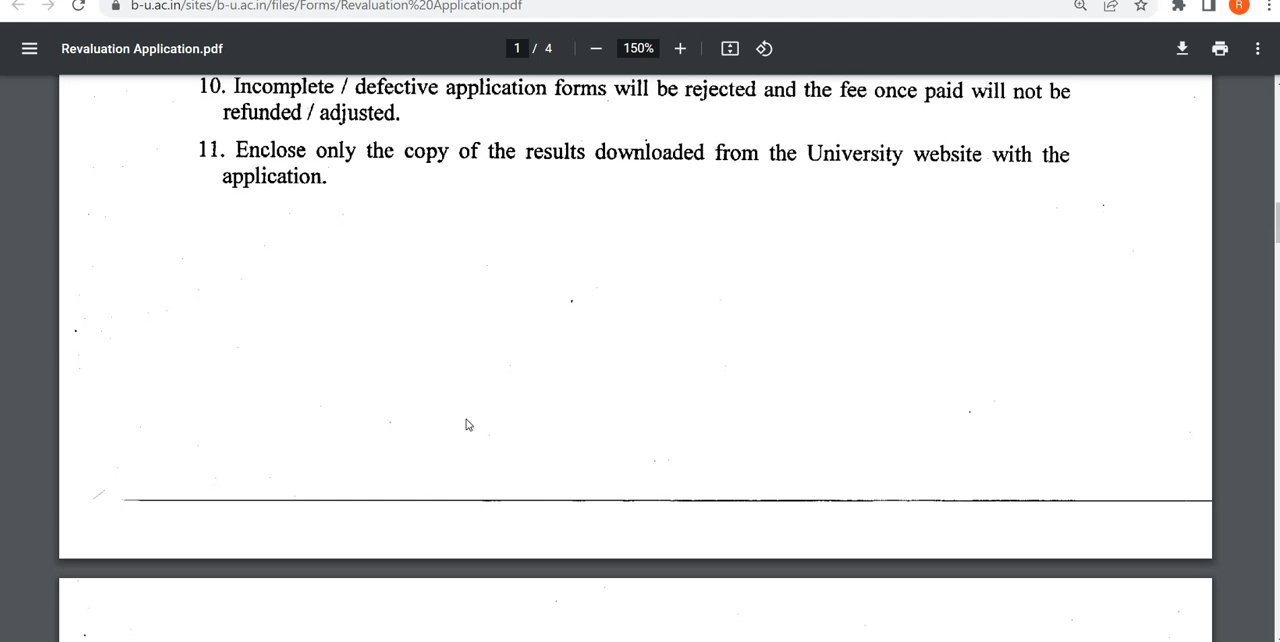 b-u.ac.in/sites/b-u.ac.in/files/Forms/Revaluation%20Application.pdf
R
Revaluation Application.pdf
1 / 4
150%
10. Incomplete / defective application forms will be rejected and the fee once paid will not be
refunded / adjusted.
11. Enclose only the copy of the results downloaded from the University website with the
application.